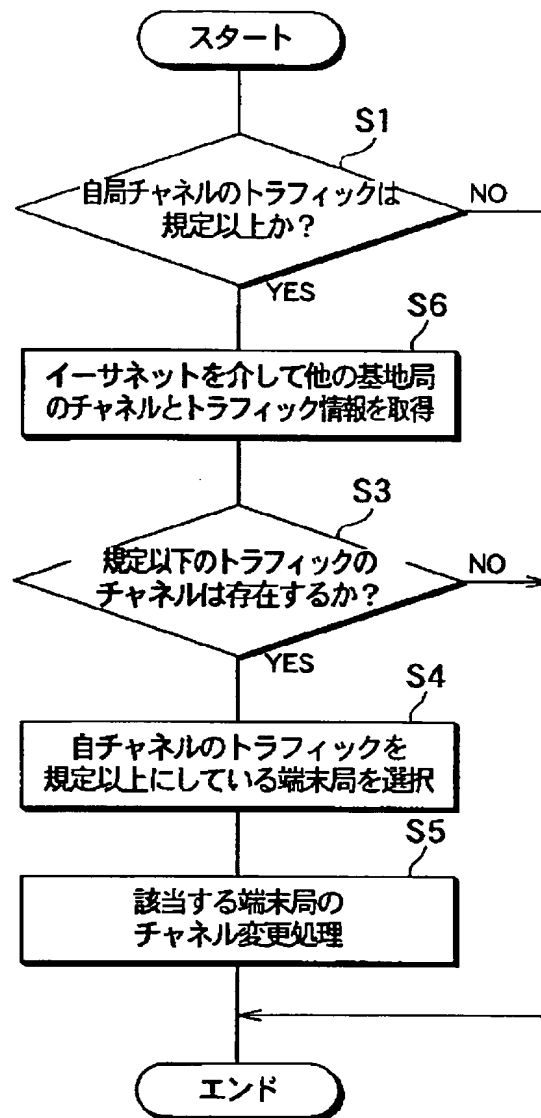 スタート
S1
自局チャネルのトラフィックは
規定以上か？
NO
YES
S6
イーサネットを介して他の基地局
のチャネルとトラフィック情報を取得
S3
規定以下のトラフィックの
チャネルは存在するか？
NO
YES
S4
自チャネルのトラフィックを
規定以上にしている端末局を選択
S5
該当する端末局の
チャネル変更処理
エンド